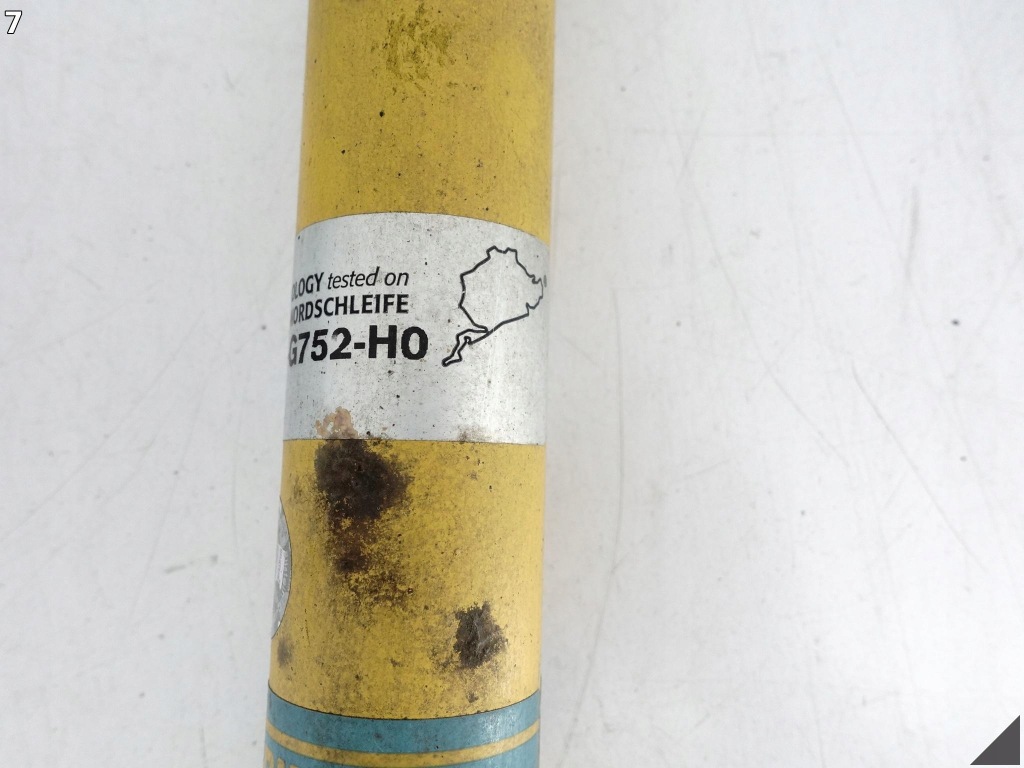 7
OLOGY tested on
NORDSCHLEIFE
G752-H0